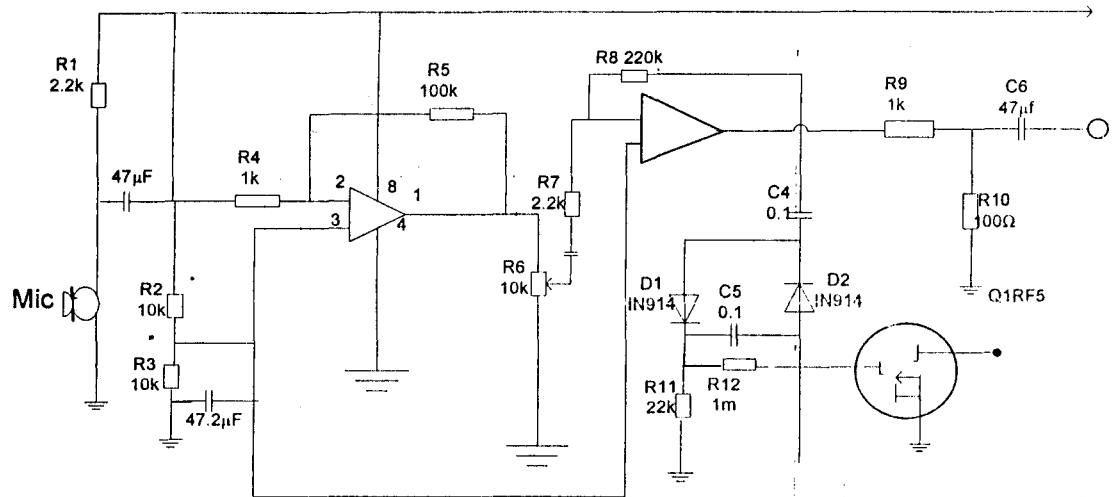 R1
2.2k
R5
100k
R8 220k
R9
1k
C6
47µf
47µF
R4
1k
2
8
1
3
4
R7
2.2k
C4
0.1
R10
100Ω
Mic
R2
10k
R6
10k
D1
IN914
C5
0.1
D2
IN914
Q1RF5
R3
10k
47.2µF
R11
22k
R12
1m